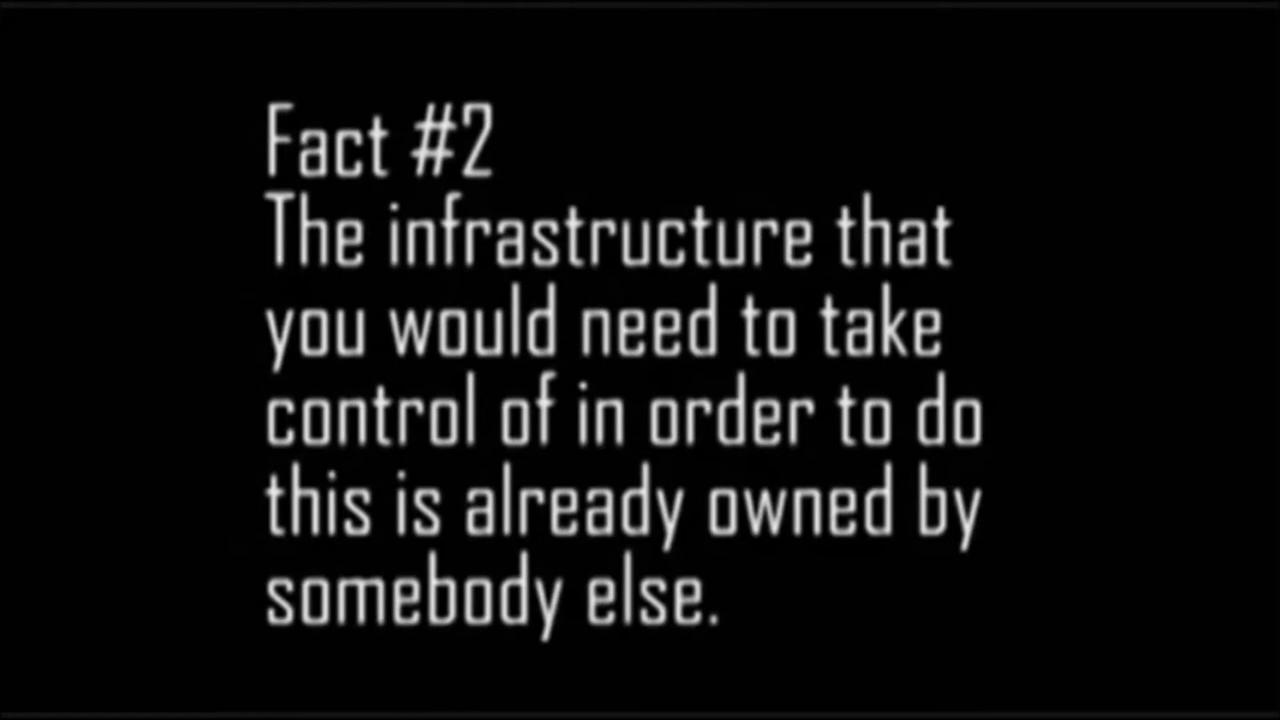 Fact #2
The infrastructure that
you would need to take
control of in order to do
this is already owned by
somebody else.